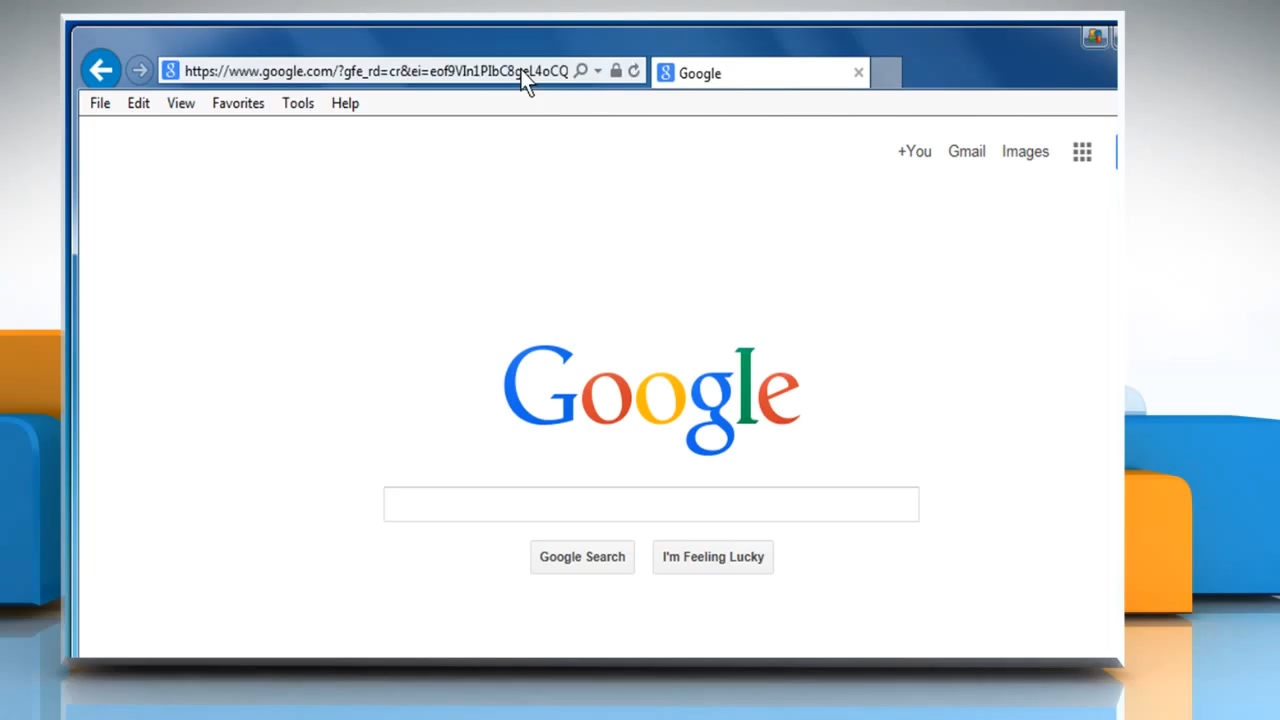 https://www.google.com/?gfe_rd=cr&ei=eof9VIn1PIbC8geL4oCQ
Google
File Edit View Favorites Tools Help
+You Gmail Images
Google
Google Search I'm Feeling Lucky